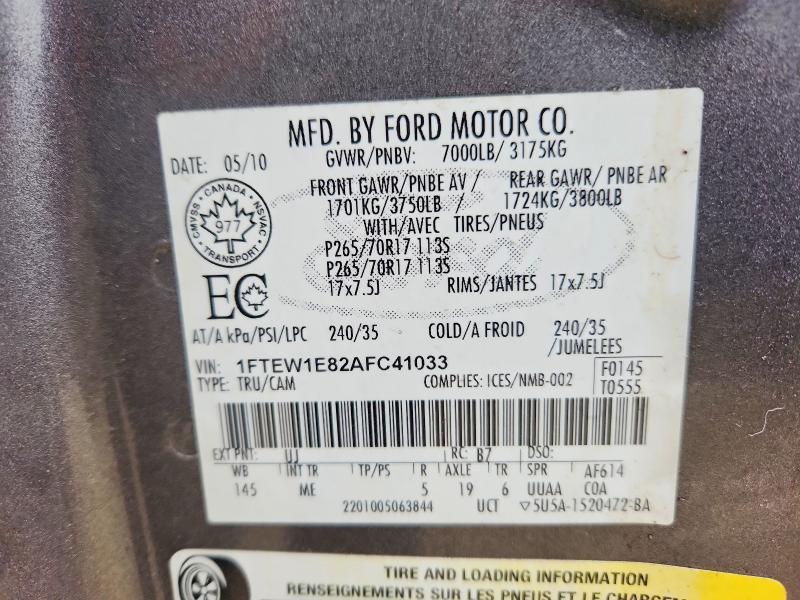 MFD. BY FORD MOTOR CO.
DATE: 05/10 GVWR/PNBV: 7000LB/ 3175KG
FRONT GAWR/PNBE AV / REAR GAWR/ PNBE AR
1701KG/3750LB / 1724KG/3800LB
WITH/AVEC TIRES/PNEUS
P265/70R17 113S
P265/70R17 113S
17x7.5J RIMS/JANTES 17x7.5J
CANADA
CMVSS NSVAC
977
TRANSPORT
EC
AT/A kPa/PSI/LPC 240/35 COLD/A FROID 240/35
/JUMELEES
VIN: 1FTEW1E82AFC41033 F0145
TYPE: TRU/CAM COMPLIES: ICES/NMB-002 T0555
EXT PNT: UJ RC: B7 DSO:
WB INT TR TP/PS R AXLE TR SPR AF614
145 ME 5 19 6 UUAA COA
2201005063844 UCT ▽5U5A-1520472-BA
TIRE AND LOADING INFORMATION
RENSEIGNEMENTS SUR LES PNEUS ET LE CHARGEM